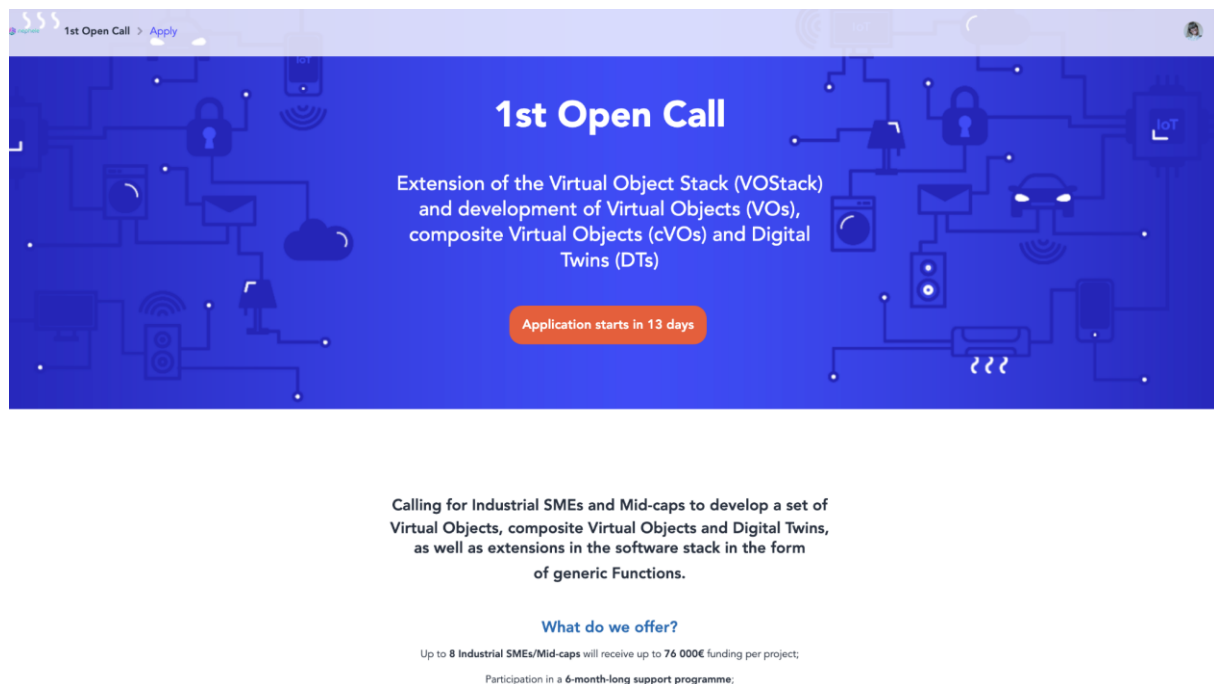 1st Open Call > Apply
IoT
1st Open Call
IoT
Extension of the Virtual Object Stack (VOStack)
and development of Virtual Objects (VOs),
composite Virtual Objects (cVOs) and Digital
Twins (DTs)
Application starts in 13 days
Calling for Industrial SMEs and Mid-caps to develop a set of
Virtual Objects, composite Virtual Objects and Digital Twins,
as well as extensions in the software stack in the form
of generic Functions.
What do we offer?
Up to 8 Industrial SMEs/Mid-caps will receive up to 76 000€ funding per project;
Participation in a 6-month-long support programme;